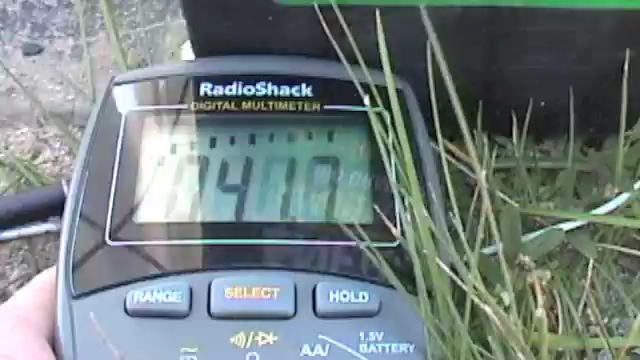 RadioShack
DIGITAL MULTIMETER
RANGE
SELECT
HOLD
1.5V
AA/ BATTERY
Ω